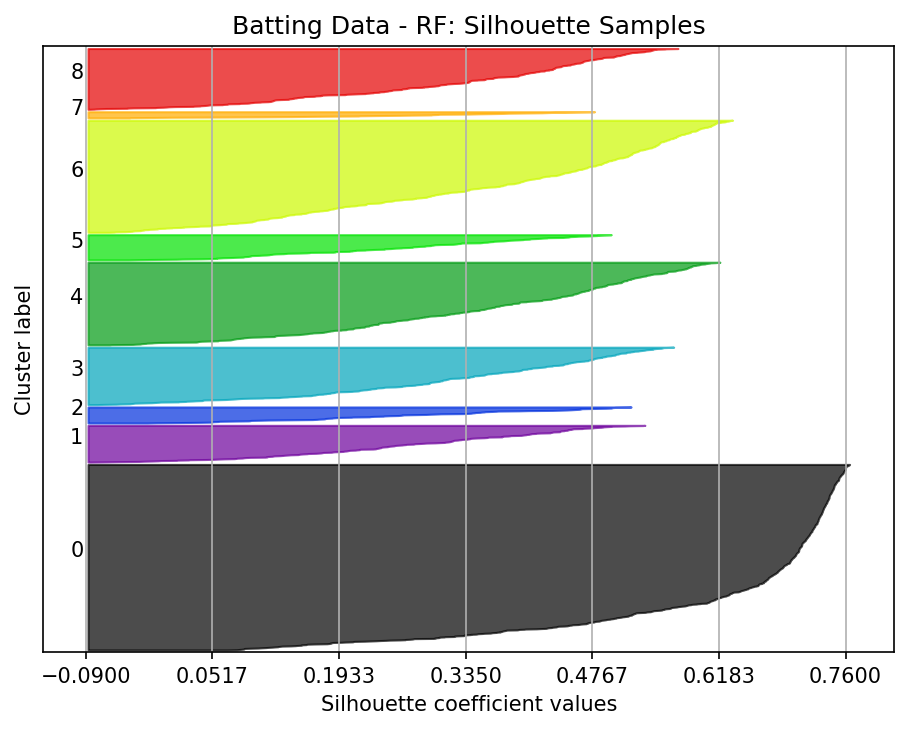 Batting Data - RF: Silhouette Samples
Cluster label
8
7
6
5
4
3
2
1
0
−0.0900 0.0517 0.1933 0.3350 0.4767 0.6183 0.7600
Silhouette coefficient values